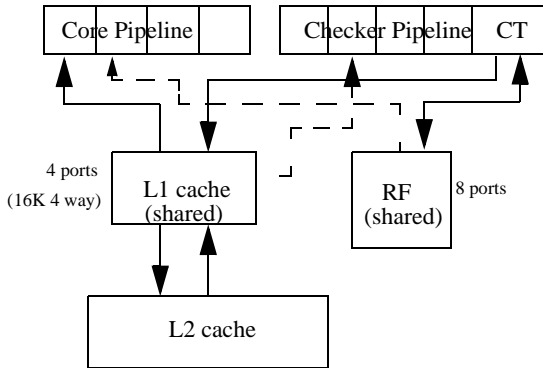 Core Pipeline
Checker Pipeline
CT
4 ports
(16K 4 way)
L1 cache
(shared)
RF
(shared)
8 ports
L2 cache